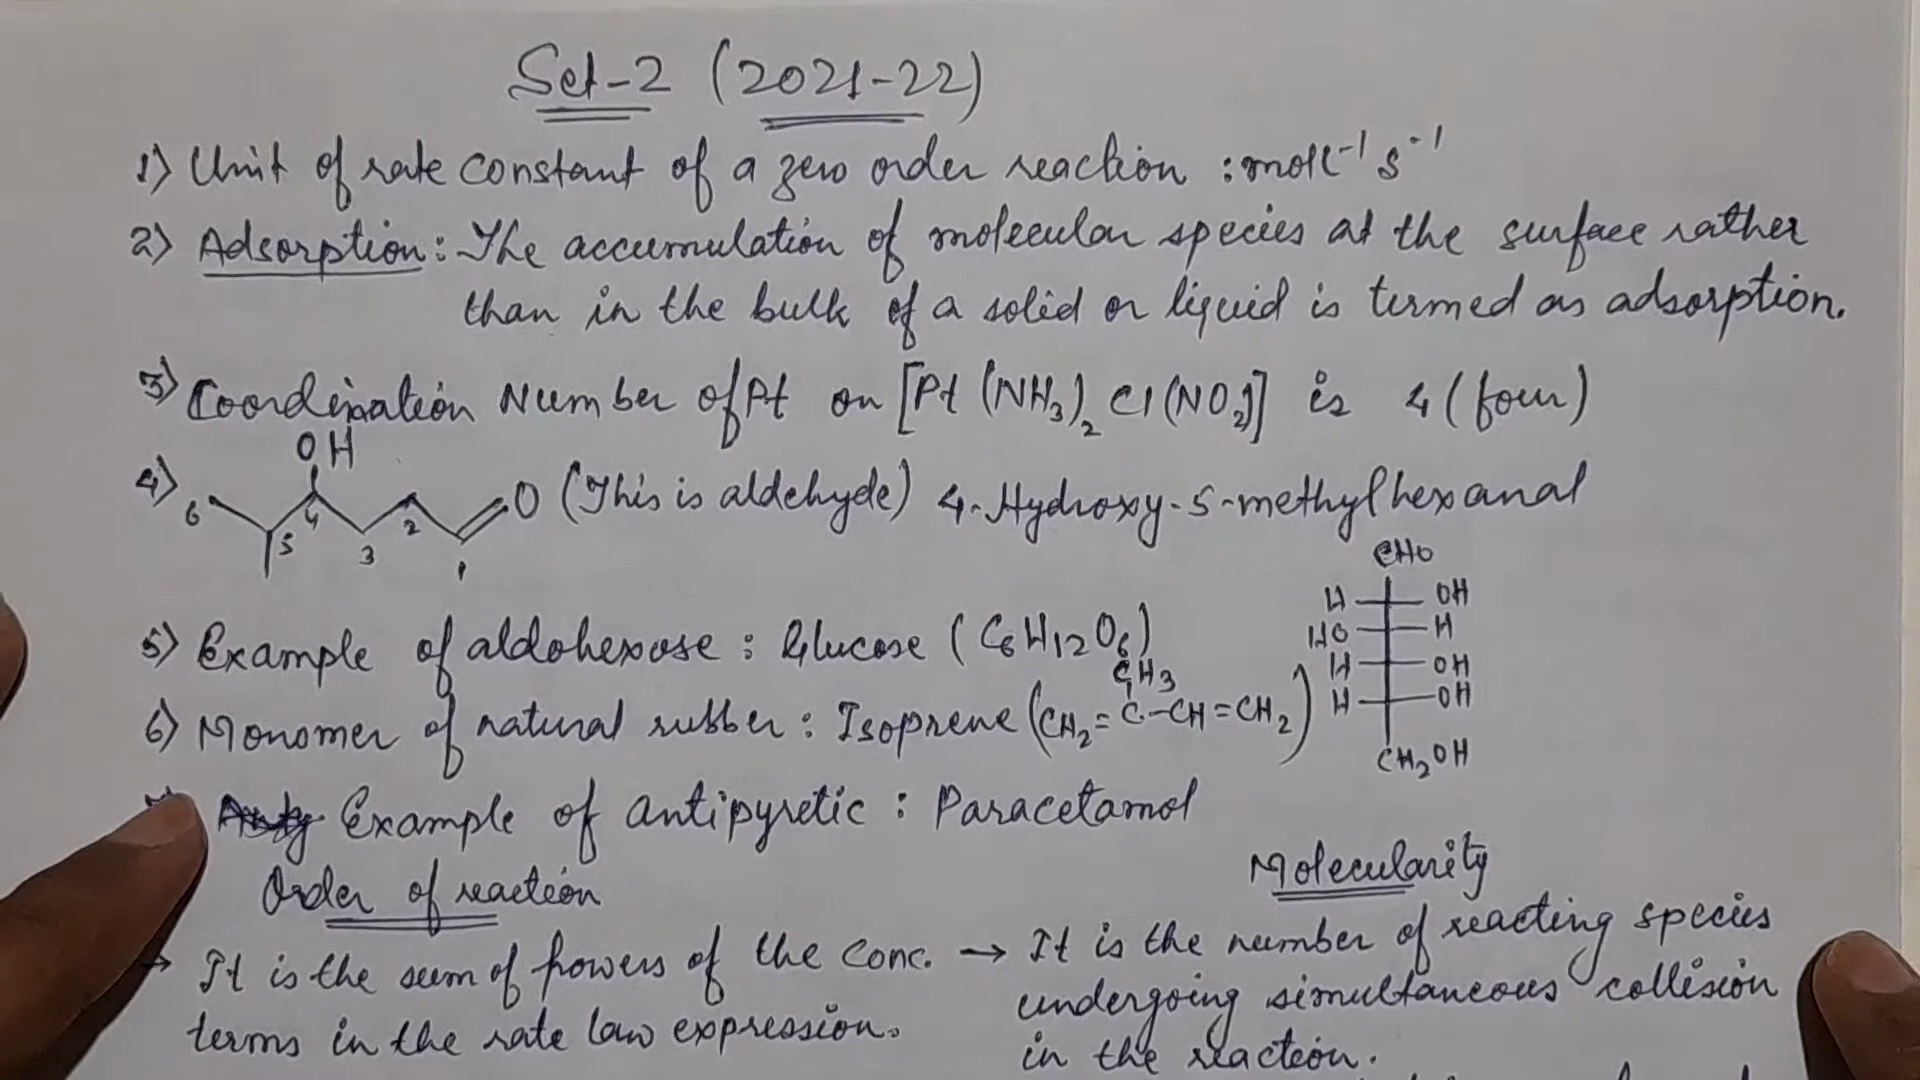 Set-2 (2021-22)
1) Unit of rate constant of a zero order reaction : mol L⁻¹ s⁻¹
2) Adsorption: The accumulation of molecular species at the surface rather
than in the bulk of a solid or liquid is termed as adsorption.
3) Coordination Number of Pt on [Pt (NH₃)₂ Cl(NO₂)] is 4 (four)
OH
4) 6 5 4 3 2 1 O (This is aldehyde) 4-Hydroxy-5-methylhexanal
CHO
H OH
5) Example of aldohexose : Glucose (C₆H₁₂O₆) HO H
CH₃ H OH
6) Monomer of natural rubber : Isoprene (CH₂=C-CH=CH₂) H OH
CH₂OH
Example of antipyretic : Paracetamol
Order of reaction Molecularity
→ It is the sum of powers of the conc. → It is the number of reacting species
undergoing simultaneous collision
terms in the rate law expression.
in the reaction.